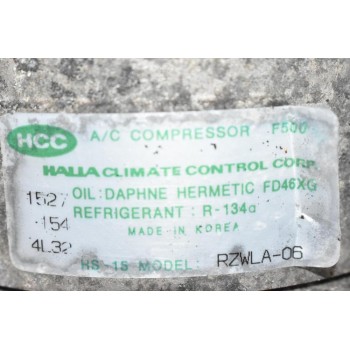 HCC A/C COMPRESSOR F500
HALLA CLIMATE CONTROL CORP.
1527 OIL: DAPHNE HERMETIC FD46XG
154 REFRIGERANT: R-134a
MADE IN KOREA
4L32
HS-15 MODEL: RZWLA-06